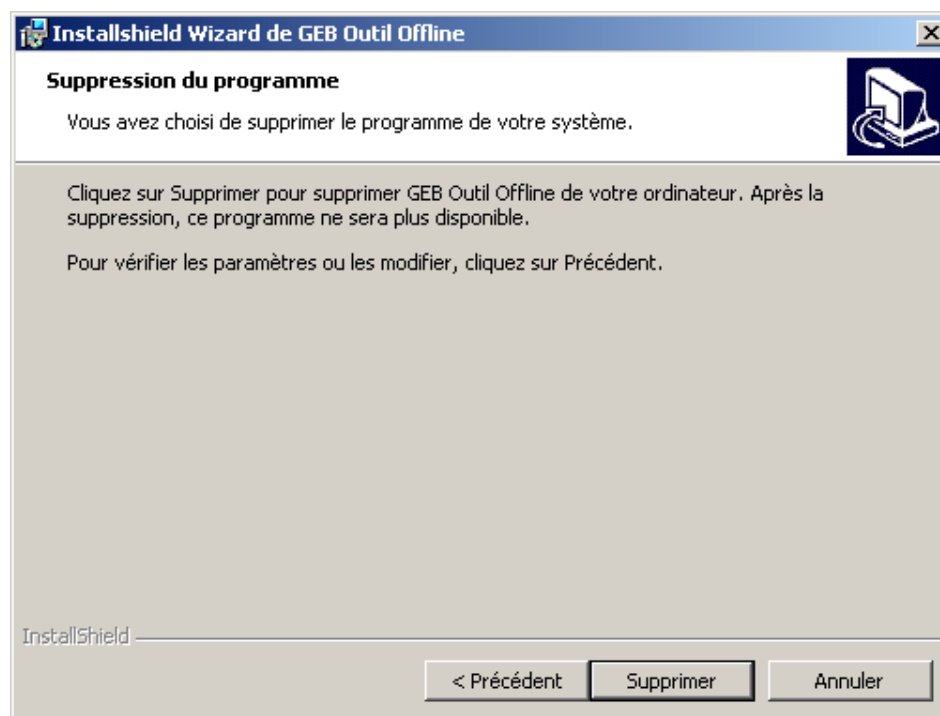 Installshield Wizard de GEB Outil Offline
Suppression du programme
Vous avez choisi de supprimer le programme de votre système.
Cliquez sur Supprimer pour supprimer GEB Outil Offline de votre ordinateur. Après la
suppression, ce programme ne sera plus disponible.
Pour vérifier les paramètres ou les modifier, cliquez sur Précédent.
InstallShield
< Précédent
Supprimer
Annuler